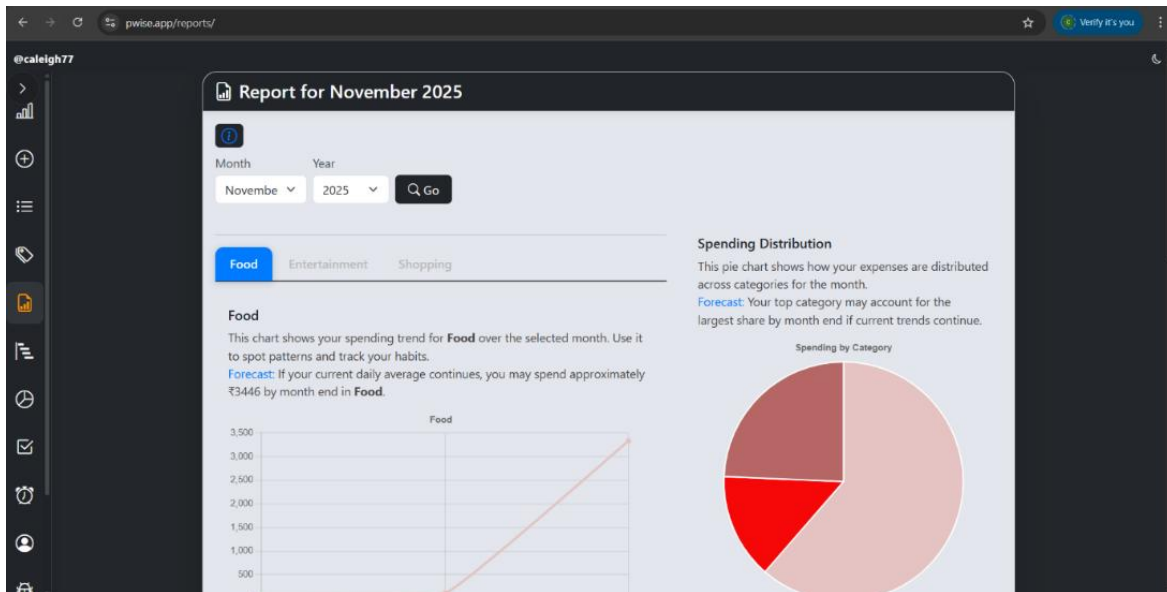 pwise.app/reports/
Verify it's you
@caleigh77
Report for November 2025
Month
Year
Novembe
2025
Go
Food
Entertainment
Shopping
Food
This chart shows your spending trend for Food over the selected month. Use it
to spot patterns and track your habits.
Forecast: If your current daily average continues, you may spend approximately
₹3446 by month end in Food.
Food
3,500
3,000
2,500
2,000
1,500
1,000
500
Spending Distribution
This pie chart shows how your expenses are distributed
across categories for the month.
Forecast: Your top category may account for the
largest share by month end if current trends continue.
Spending by Category